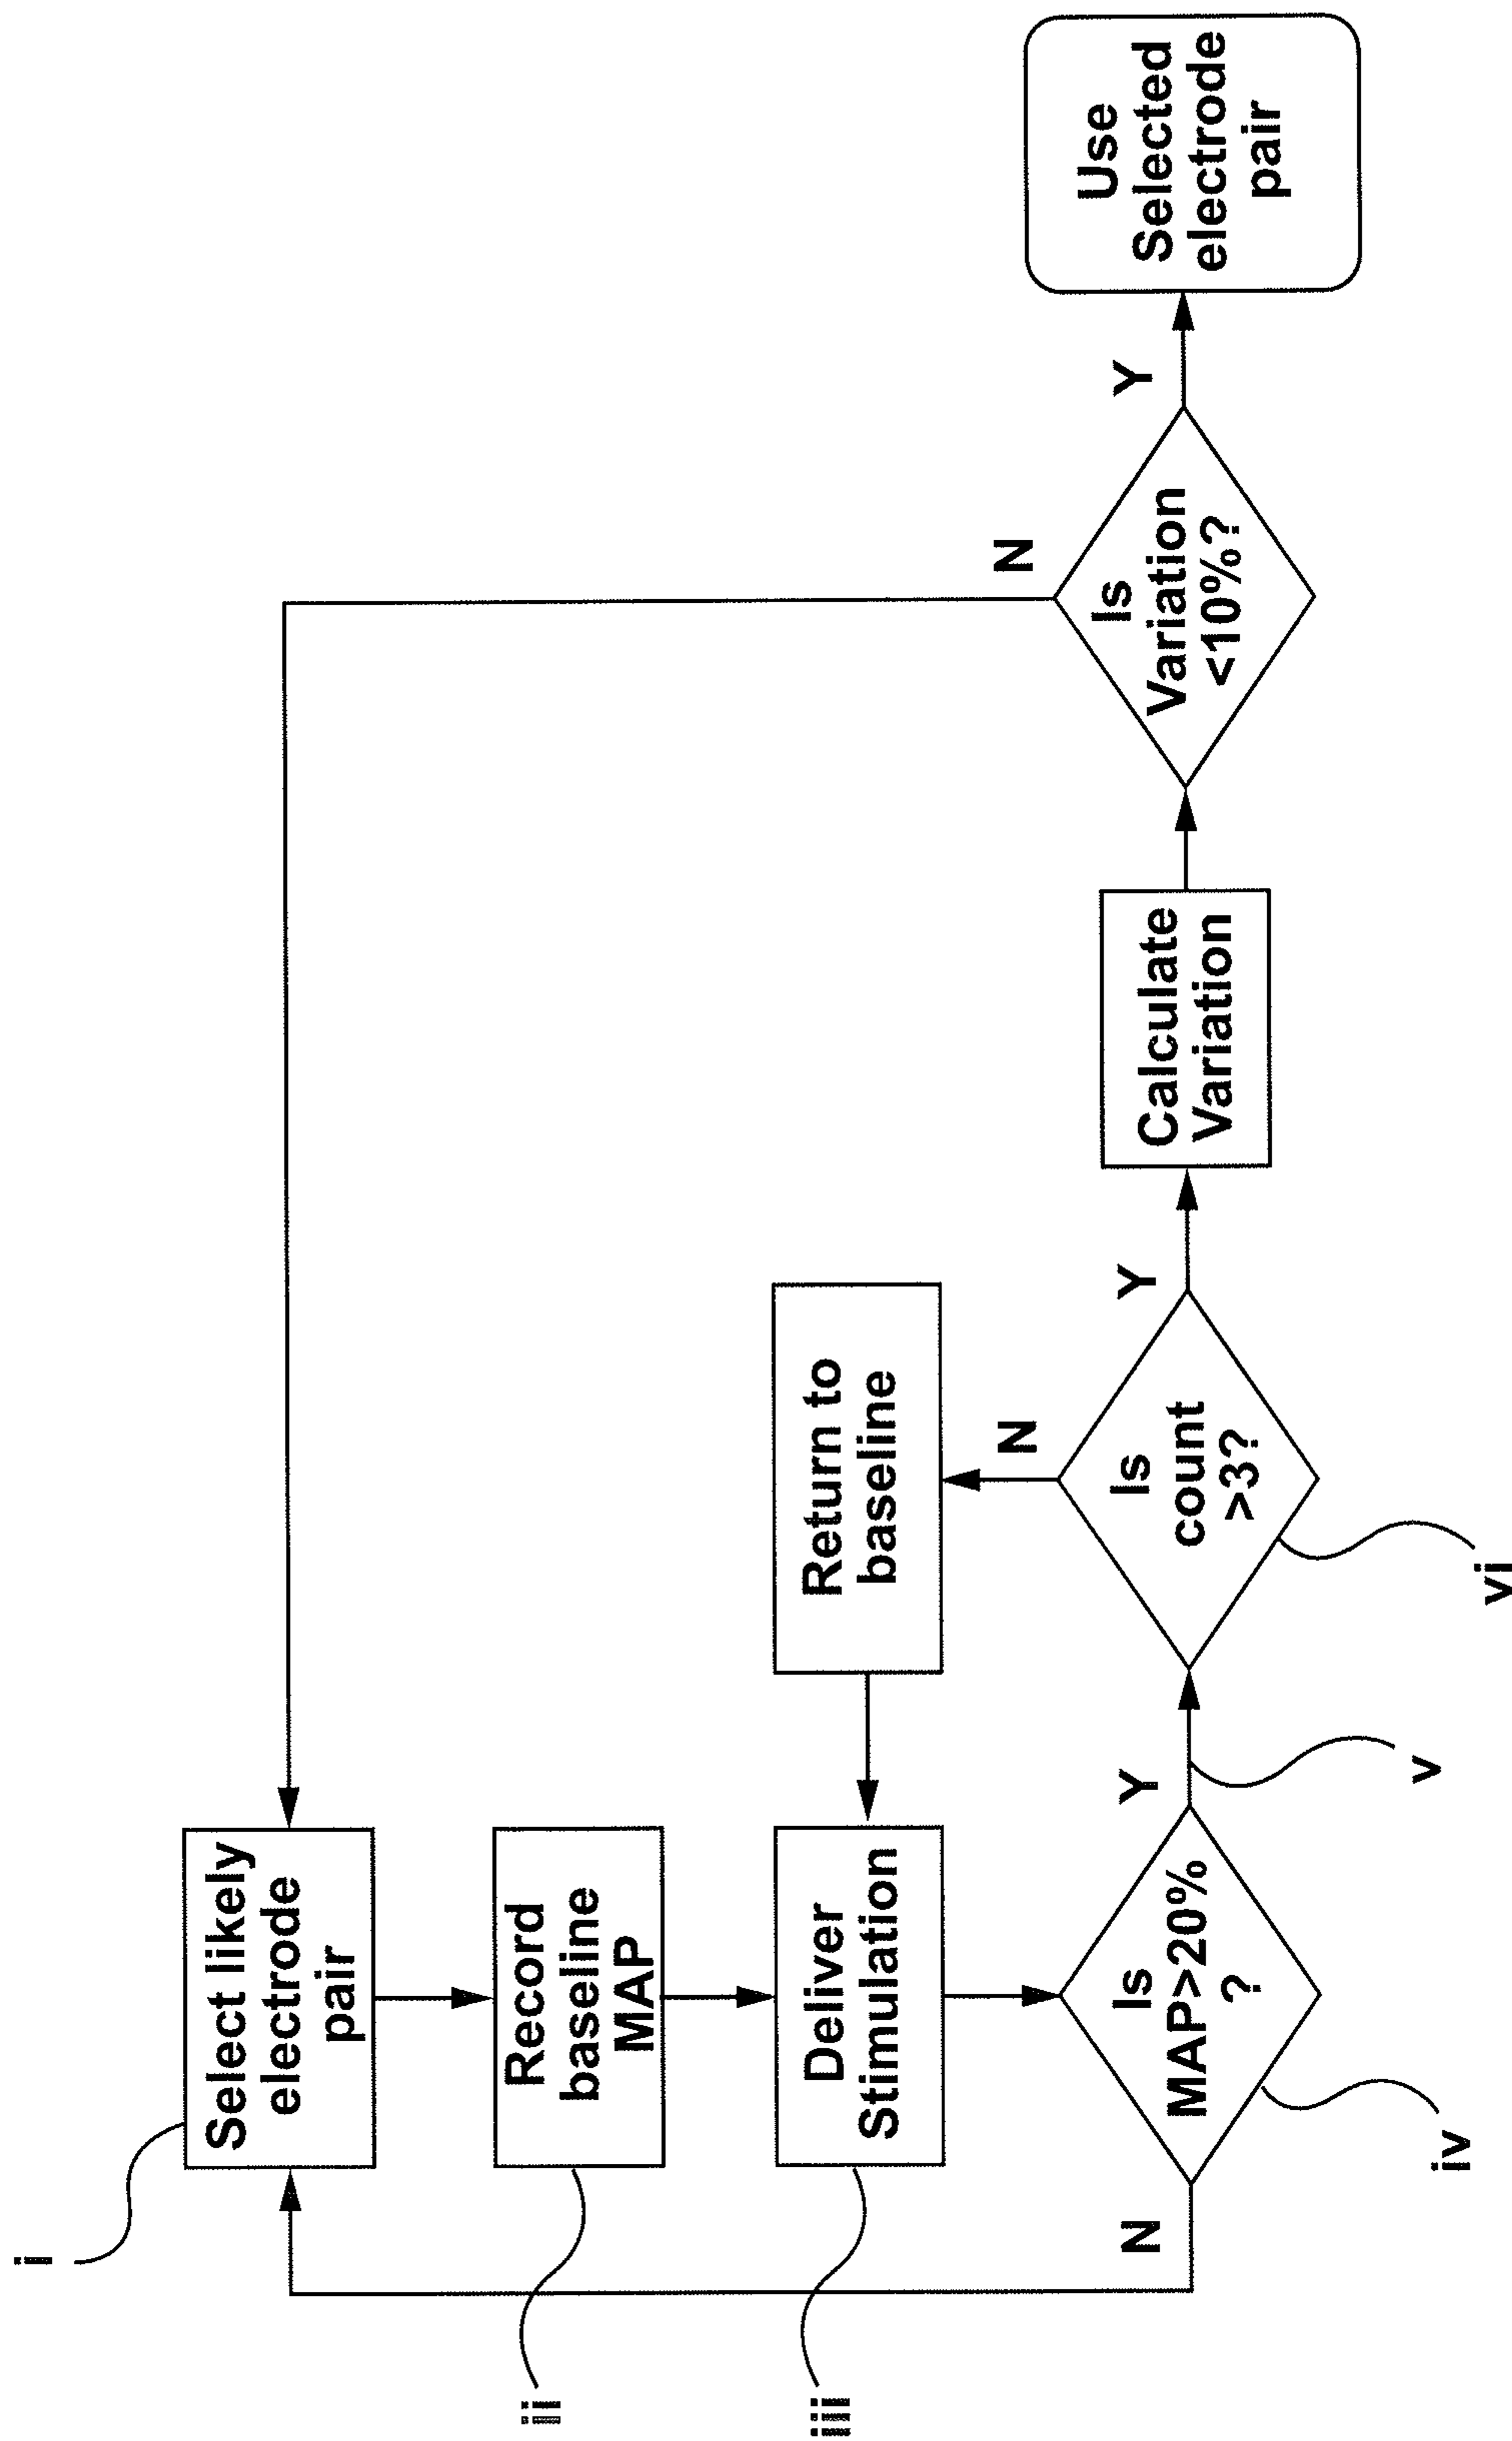 i
Select likely
electrode
pair
ii
Record
baseline
MAP
iii
Deliver
Stimulation
Return to
baseline
N
Is
MAP>20%
?
iv
Y
v
Is
count
>3?
vi
N
Y
Calculate
Variation
Is
Variation
<10%?
N
Y
Use
Selected
electrode
pair